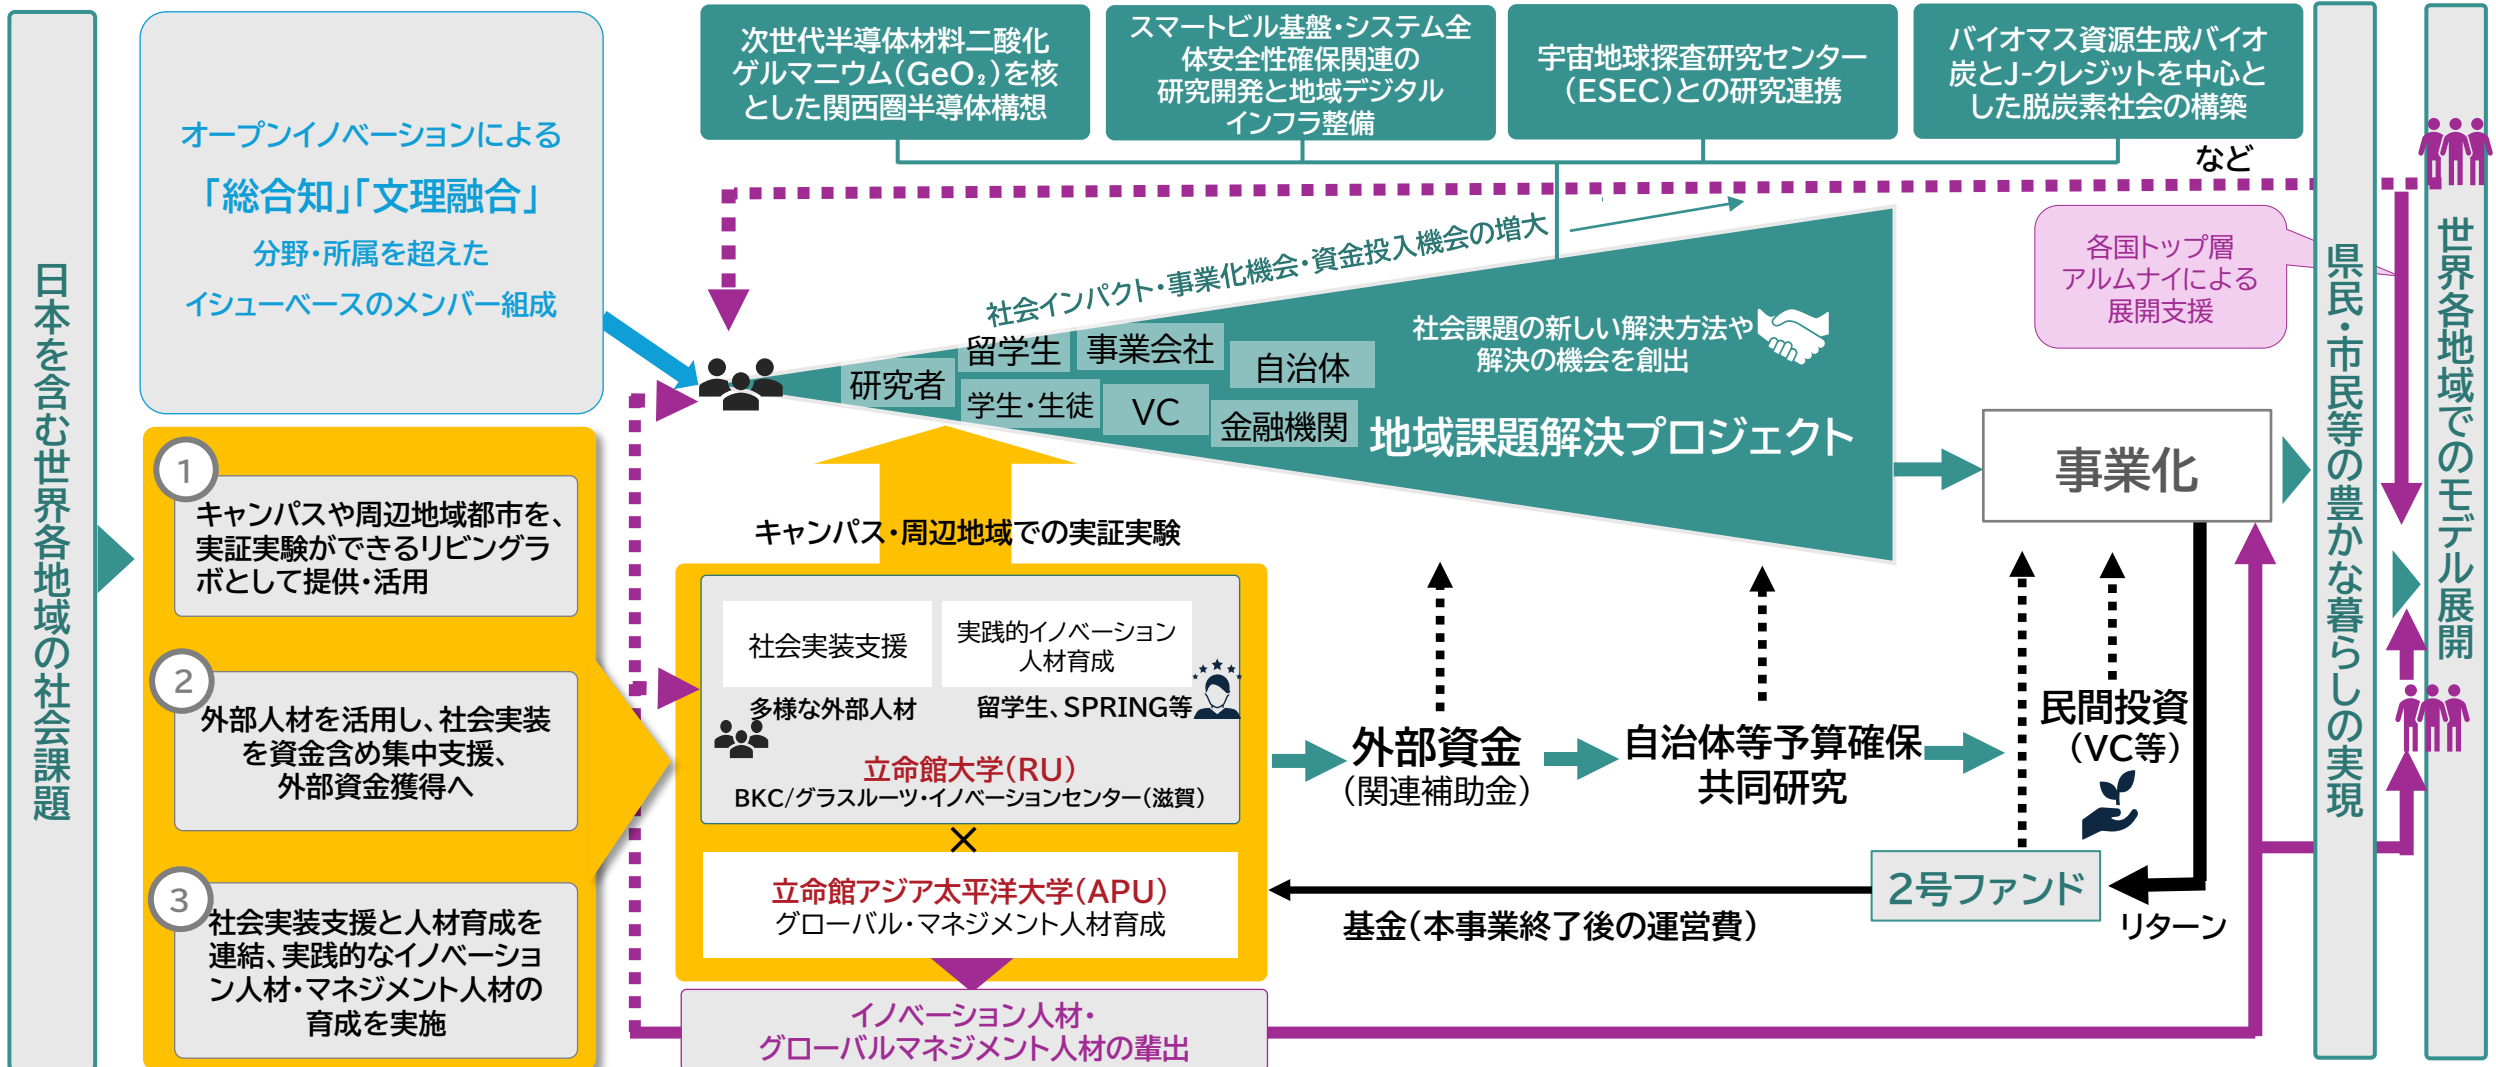 日本を含む世界各地域の社会課題
オープンイノベーションによる
「総合知」「文理融合」
分野・所属を超えた
イシューベースのメンバー組成
1
キャンパスや周辺地域都市を、
実証実験ができるリビングラ
ボとして提供・活用
2
外部人材を活用し、社会実装
を資金含め集中支援、
外部資金獲得へ
3
社会実装支援と人材育成を
連結、実践的なイノベーショ
ン人材・マネジメント人材の
育成を実施
次世代半導体材料二酸化
ゲルマニウム（GeO₂）を核
とした関西圏半導体構想
スマートビル基盤・システム全
体安全性確保関連の
研究開発と地域デジタル
インフラ整備
宇宙地球探査研究センター
（ESEC）との研究連携
バイオマス資源生成バイオ
炭とJ-クレジットを中心と
した脱炭素社会の構築
など
社会インパクト・事業化機会・資金投入機会の増大
研究者
留学生
事業会社
自治体
学生・生徒
VC
金融機関
社会課題の新しい解決方法や
解決の機会を創出
地域課題解決プロジェクト
各国トップ層
アルムナイによる
展開支援
事業化
キャンパス・周辺地域での実証実験
社会実装支援
実践的イノベーション
人材育成
多様な外部人材
留学生、SPRING等
立命館大学（RU）
BKC/グラスルーツ・イノベーションセンター（滋賀）
×
立命館アジア太平洋大学（APU）
グローバル・マネジメント人材育成
イノベーション人材・
グローバルマネジメント人材の輩出
外部資金
（関連補助金）
自治体等予算確保
共同研究
民間投資
（VC等）
2号ファンド
リターン
基金（本事業終了後の運営費）
県民・市民等の豊かな暮らしの実現
世界各地域でのモデル展開